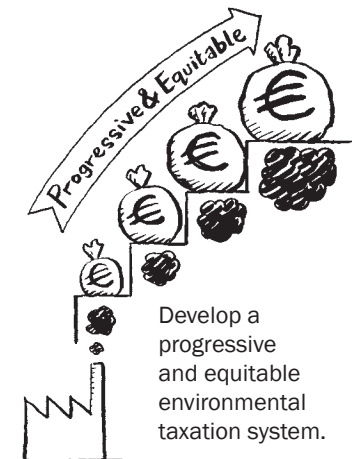 Progressive & Equitable
€
€
€
€
Develop a
progressive
and equitable
environmental
taxation system.